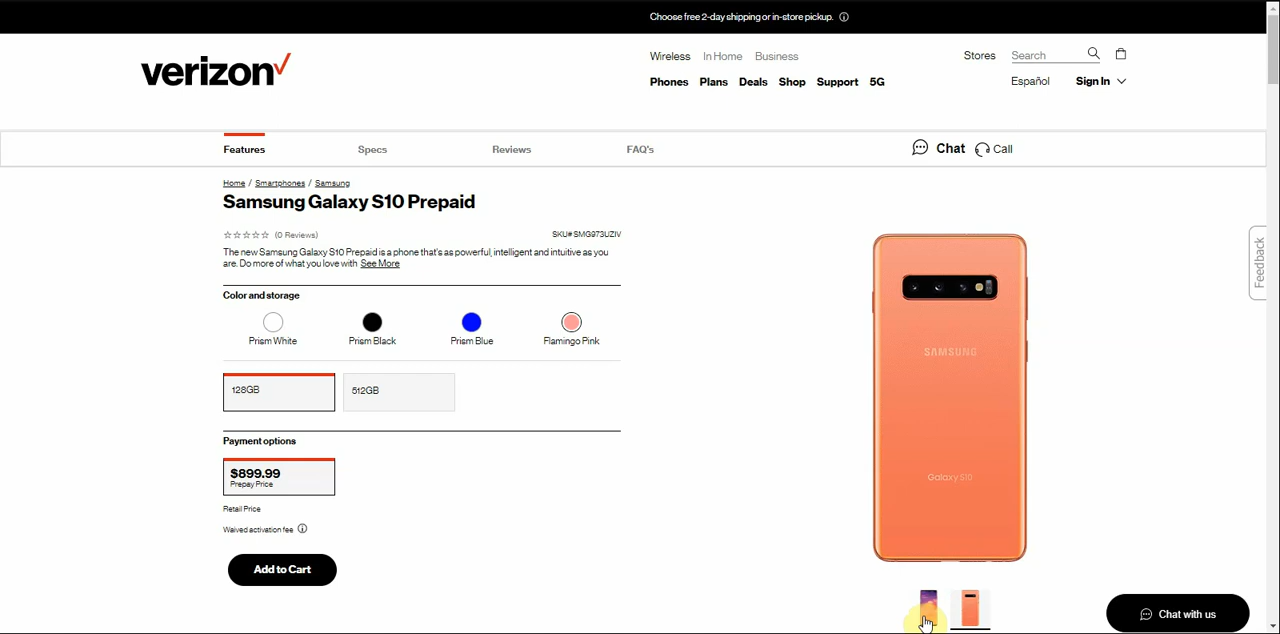 Choose free 2-day shipping or in-store pickup.
verizon
Wireless In Home Business
Phones Plans Deals Shop Support 5G
Stores Search
Español Sign In
Features Specs Reviews FAQ's
Chat Call
Home / Smartphones / Samsung
Samsung Galaxy S10 Prepaid
(0 Reviews)
SKU# SMG973UZIV
The new Samsung Galaxy S10 Prepaid is a phone that's as powerful, intelligent and intuitive as you
are. Do more of what you love with See More
Color and storage
Prism White Prism Black Prism Blue Flamingo Pink
128GB 512GB
Payment options
$899.99
Prepay Price
Retail Price
Waived activation fee
Add to Cart
SAMSUNG
Galaxy S10
Feedback
Chat with us